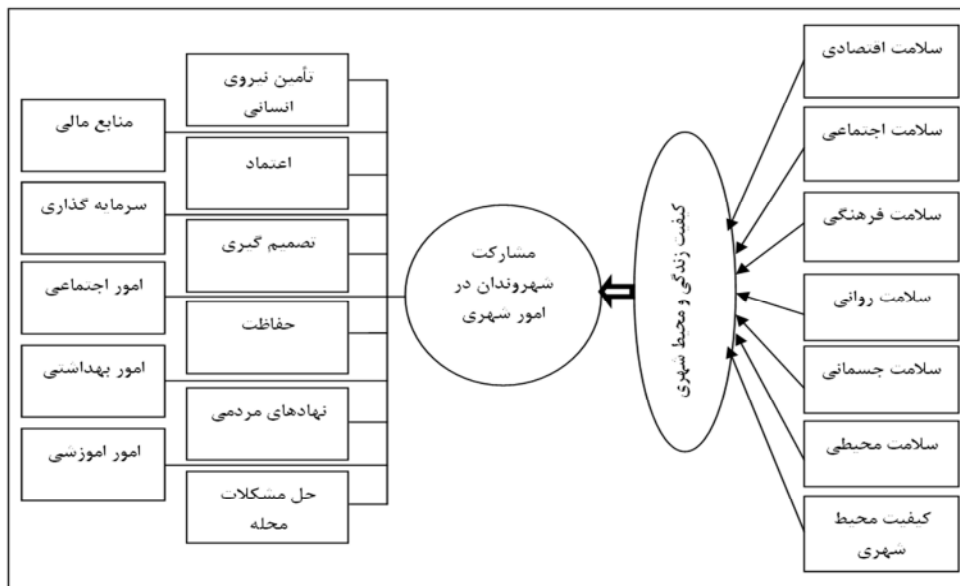 سلامت اقتصادی
سلامت اجتماعی
سلامت فرهنگی
سلامت روانی
سلامت جسمانی
سلامت محیطی
کیفیت محیط
شهری
کیفیت زندگی و محیط شهری
مشارکت
شهروندان در
امور شهری
تأمین نیروی
انسانی
اعتماد
تصمیم گیری
حفاظت
نهادهای مردمی
حل مشکلات
محله
منابع مالی
سرمایه گذاری
امور اجتماعی
امور بهداشتی
امور اموزشی